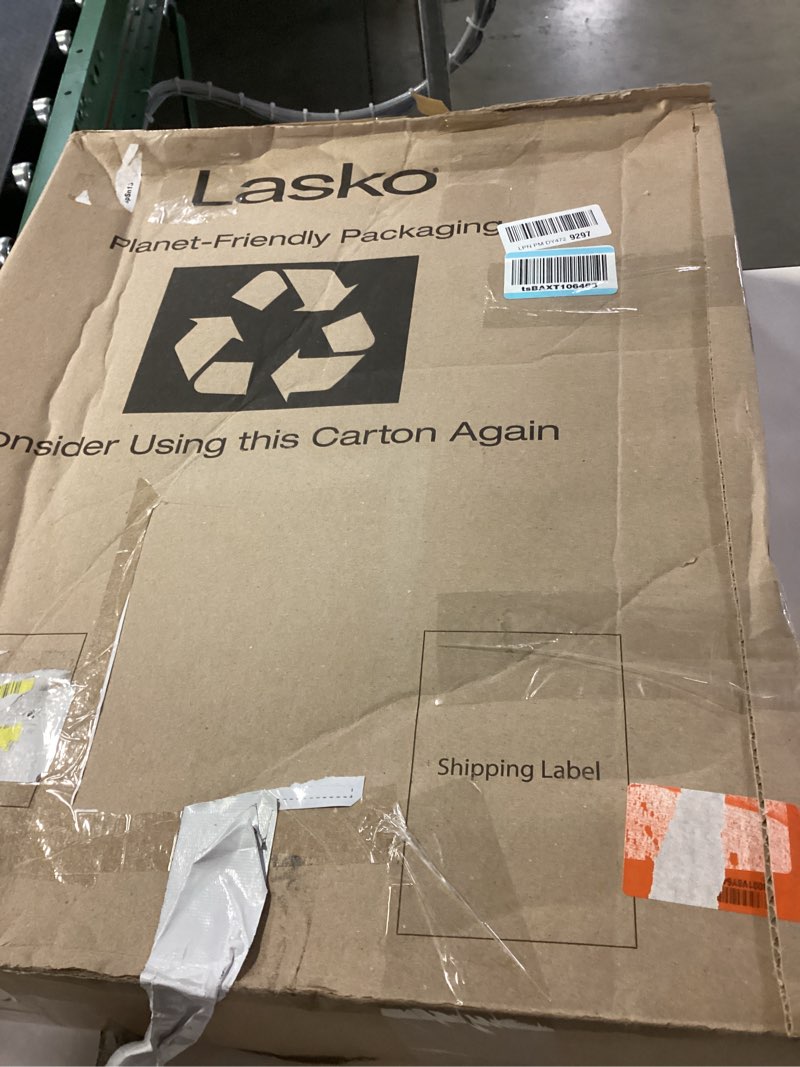 Lasko
Planet-Friendly Packaging
9297
onsider Using this Carton Again
Shipping Label